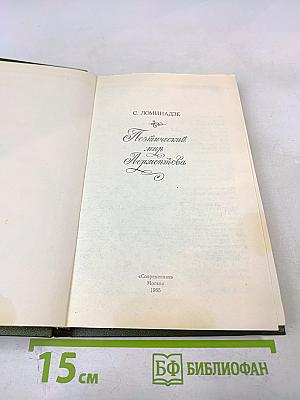 С. ЛОМИНАДЗЕ
Поэтический
мир
Лермонтова
«Современник»
Москва
1985
15 см
БФ БИБЛИОФАН